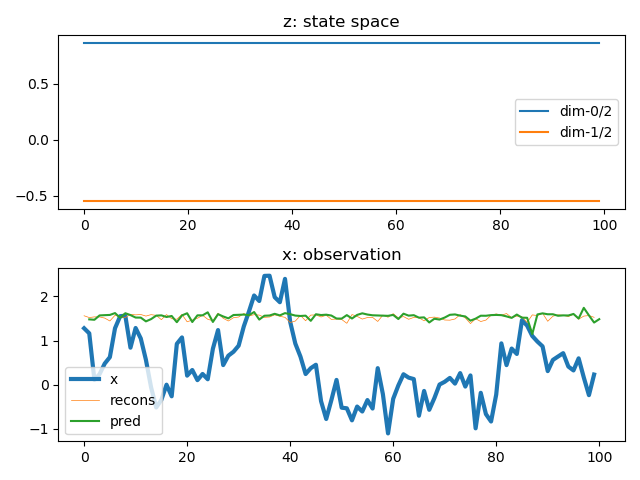 z: state space
0.5
0.0
−0.5
dim-0/2
dim-1/2
0 20 40 60 80 100
x: observation
2
1
0
−1
x
recons
pred
0 20 40 60 80 100